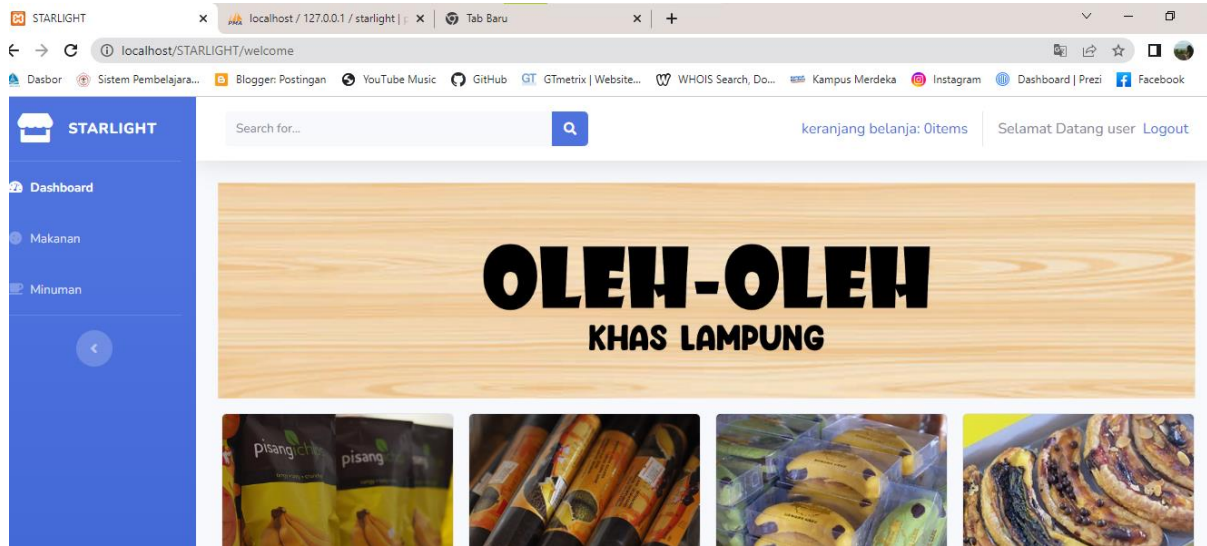 STARLIGHT
localhost / 127.0.0.1 / starlight | p
Tab Baru
localhost/STARLIGHT/welcome
Dasbor
Sistem Pembelajara...
Blogger: Postingan
YouTube Music
GitHub
GT GTmetrix | Website...
WHOIS Search, Do...
Kampus Merdeka
Instagram
Dashboard | Prezi
Facebook
STARLIGHT
Search for...
keranjang belanja: 0items
Selamat Datang user Logout
Dashboard
Makanan
Minuman
OLEH-OLEH
KHAS LAMPUNG
pisang
pisang